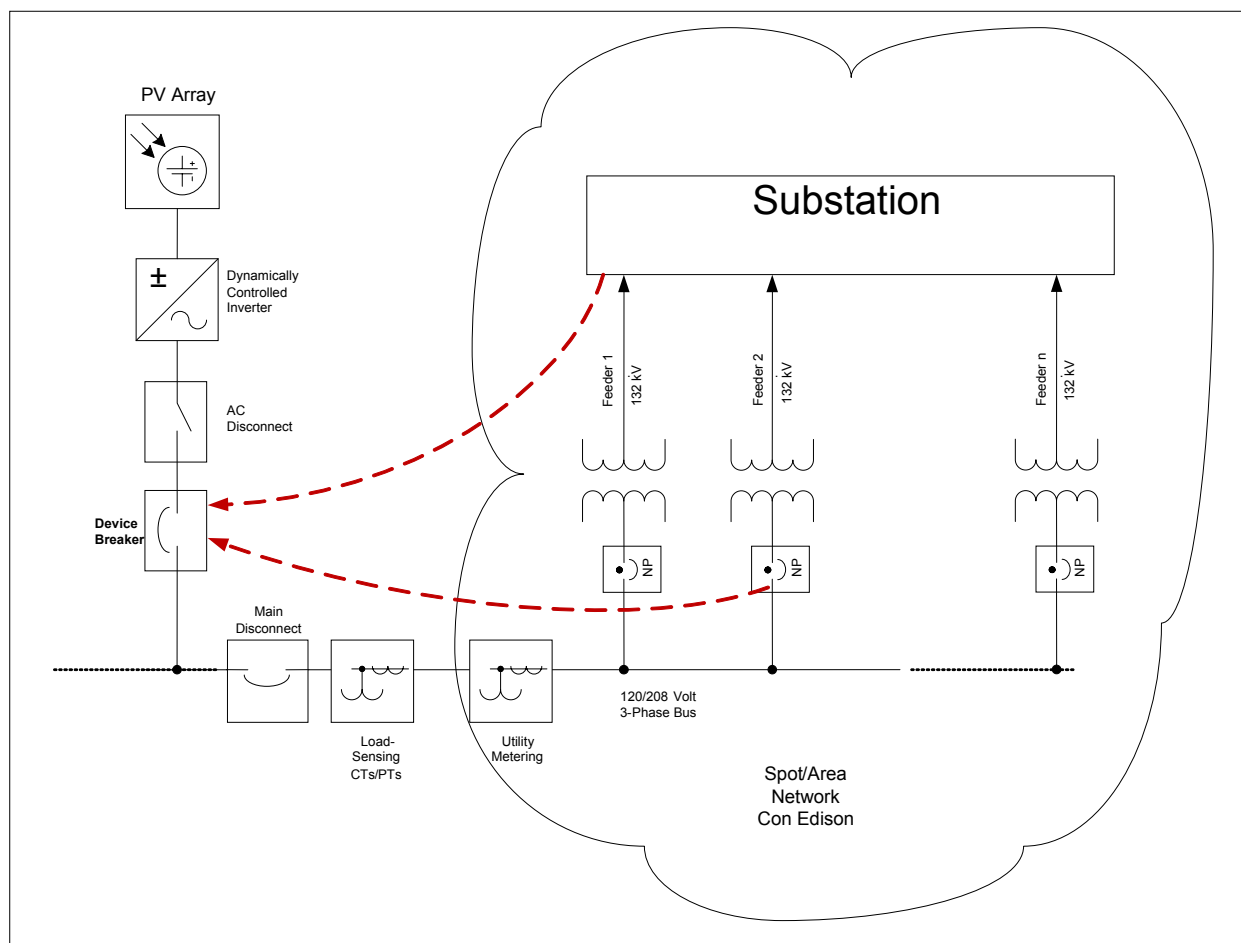 PV Array
±
Dynamically
Controlled
Inverter
AC
Disconnect
Device
Breaker
Main
Disconnect
Load-
Sensing
CTs/PTs
Utility
Metering
Substation
Feeder 1
132 kV
Feeder 2
132 kV
Feeder n
132 kV
NP
NP
NP
120/208 Volt
3-Phase Bus
Spot/Area
Network
Con Edison